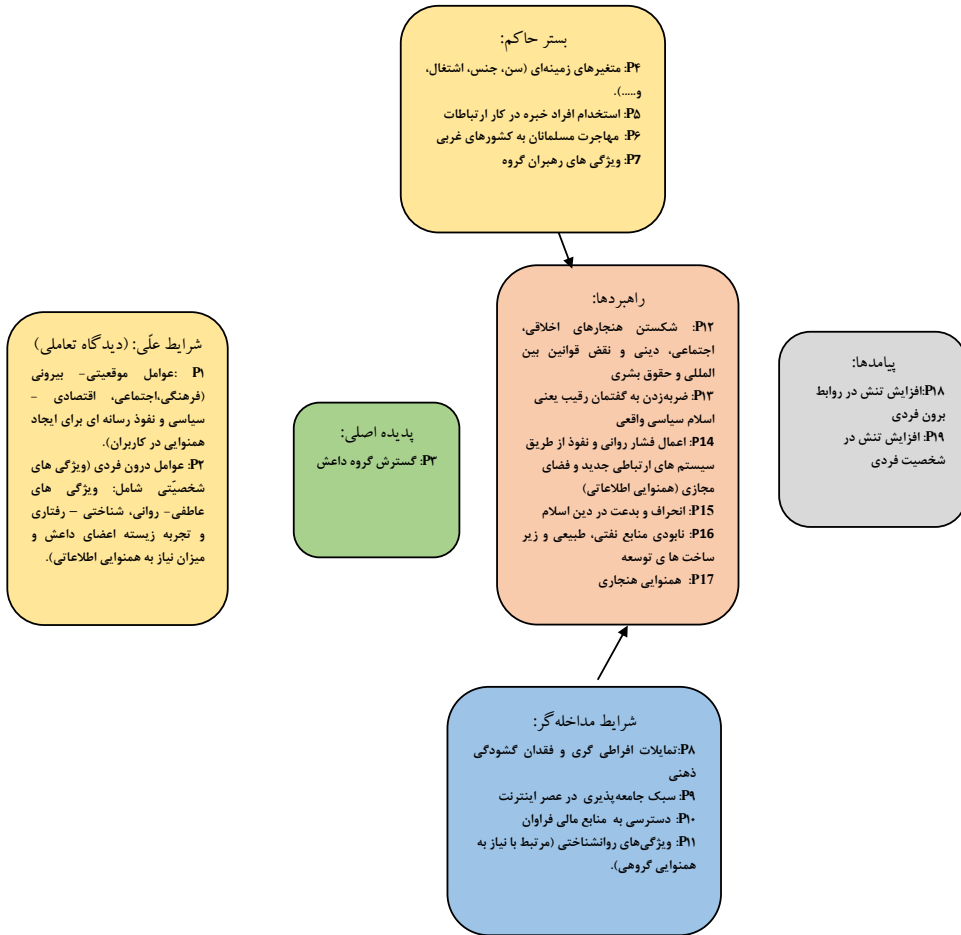 بستر حاکم:
P۴: متغیرهای زمینه‌ای (سن، جنس، اشتغال،
و.....).
P۵: استخدام افراد خبره در کار ارتباطات
P۶: مهاجرت مسلمانان به کشورهای غربی
P7: ویژگی های رهبران گروه
شرایط علّی: (دیدگاه تعاملی)
P۱ :عوامل موقعیتی- بیرونی
(فرهنگی،اجتماعی، اقتصادی –
سیاسی و نفوذ رسانه ای برای ایجاد
همنوایی در کاربران).
P۲: عوامل درون فردی (ویژگی های
شخصیّتی شامل: ویژگی های
عاطفی- روانی، شناختی – رفتاری
و تجربه زیسته اعضای داعش و
میزان نیاز به همنوایی اطلاعاتی).
پدیده اصلی:
P۳: گسترش گروه داعش
راهبردها:
P۱۲: شکستن هنجارهای اخلاقی،
اجتماعی، دینی و نقض قوانین بین
المللی و حقوق بشری
P۱۳: ضربه‌زدن به گفتمان رقیب یعنی
اسلام سیاسی واقعی
P14: اعمال فشار روانی و نفوذ از طریق
سیستم های ارتباطی جدید و فضای
مجازی (همنوایی اطلاعاتی)
P15: انحراف و بدعت در دین اسلام
P16: نابودی منابع نفتی، طبیعی و زیر
ساخت ها ی توسعه
P17: همنوایی هنجاری
پیامدها:
P۱۸:افزایش تنش در روابط
برون فردی
P۱۹: افزایش تنش در
شخصیت فردی
شرایط مداخله‌گر:
P۸:تمایلات افراطی گری و فقدان گشودگی
ذهنی
P۹: سبک جامعه‌پذیری در عصر اینترنت
P۱۰: دسترسی به منابع مالی فراوان
P۱۱: ویژگی‌های روانشناختی (مرتبط با نیاز به
همنوایی گروهی).